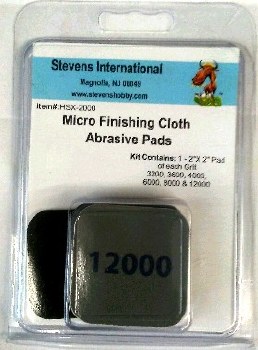 Stevens International
Magnolia, NJ 08049
www.stevenshobby.com
Item#:HSX-2000
Micro Finishing Cloth
Abrasive Pads
Kit Contains: 1 - 2"X 2" Pad
of each Grit
3200, 3600, 4000,
6000, 8000 & 12000
12000